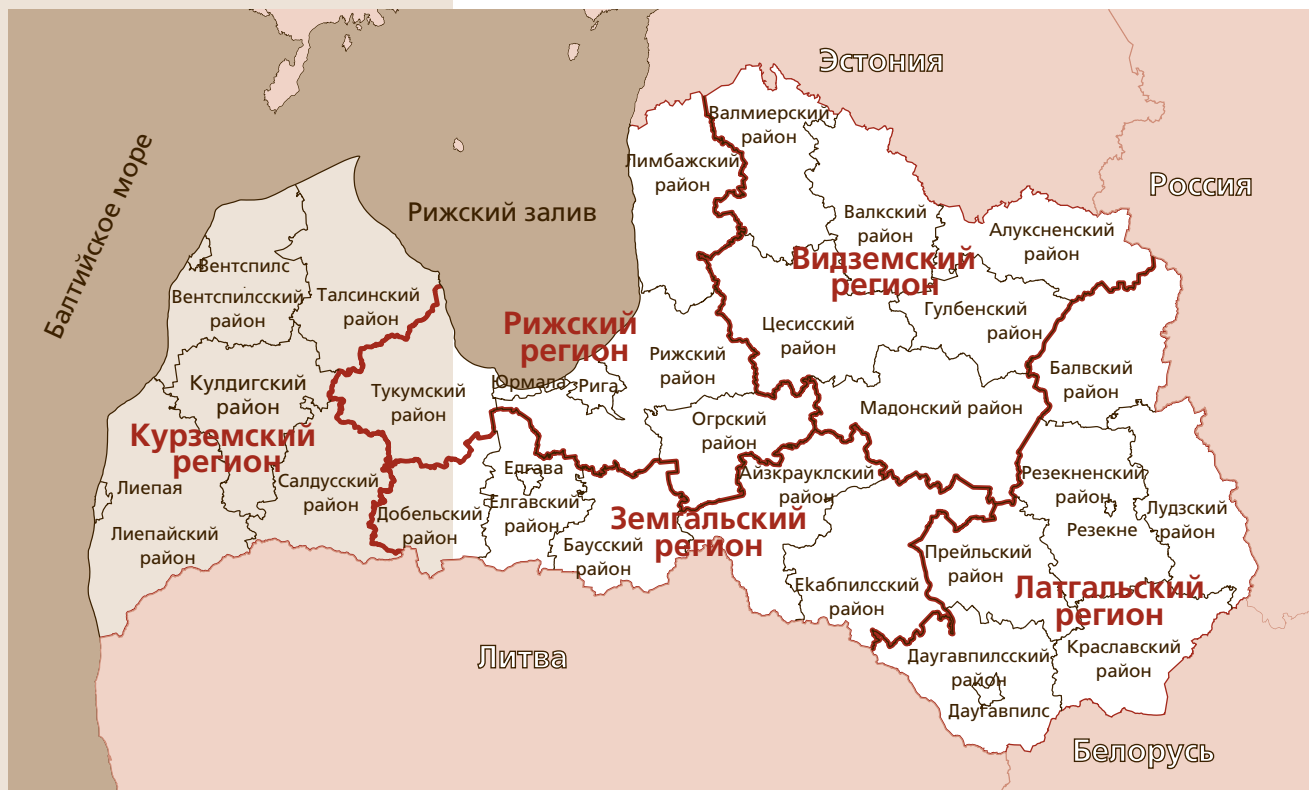 Эстония
Россия
Балтийское море
Рижский залив
Литва
Белорусь
Валмиерский
район
Лимбажский
район
Валкский
район
Алуксненский
район
Видземский
регион
Вентспилс
Вентспилсский
район
Талсинский
район
Гулбенский
район
Цесисский
район
Рижский
регион
Рижский
район
Юрмала
Рига
Балвский
район
Кулдигский
район
Тукумский
район
Мадонский район
Огрский
район
Курземский
регион
Лиепая
Салдусский
район
Лиепайский
район
Добельский
район
Елгава
Елгавский
район
Айзкрауклский
район
Земгальский
регион
Баусский
район
Резекненский
район
Резекне
Лудзский
район
Прейльский
район
Екабпилсский
район
Латгальский
регион
Даугавпилсский
район
Даугавпилс
Краславский
район